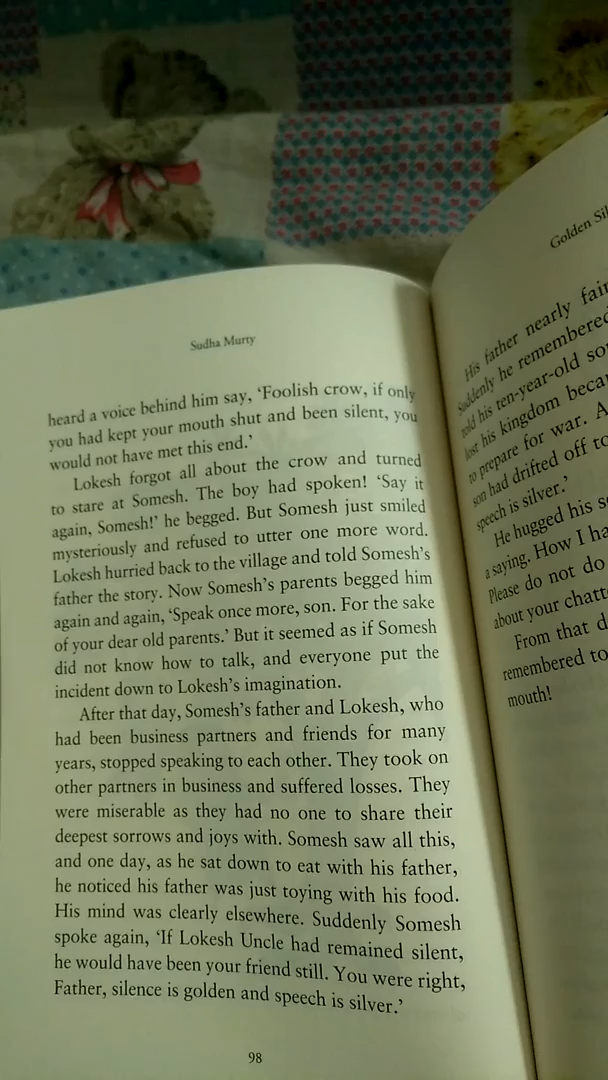 Sudha Murty
heard a voice behind him say, ‘Foolish crow, if only
you had kept your mouth shut and been silent, you
would not have met this end.’
Lokesh forgot all about the crow and turned
to stare at Somesh. The boy had spoken! ‘Say it
again, Somesh!’ he begged. But Somesh just smiled
mysteriously and refused to utter one more word.
Lokesh hurried back to the village and told Somesh’s
father the story. Now Somesh’s parents begged him
again and again, ‘Speak once more, son. For the sake
of your dear old parents.’ But it seemed as if Somesh
did not know how to talk, and everyone put the
incident down to Lokesh’s imagination.
After that day, Somesh’s father and Lokesh, who
had been business partners and friends for many
years, stopped speaking to each other. They took on
other partners in business and suffered losses. They
were miserable as they had no one to share their
deepest sorrows and joys with. Somesh saw all this,
and one day, as he sat down to eat with his father,
he noticed his father was just toying with his food.
His mind was clearly elsewhere. Suddenly Somesh
spoke again, ‘If Lokesh Uncle had remained silent,
he would have been your friend still. You were right,
Father, silence is golden and speech is silver.’
98
Golden
His father nearly
Suddenly he remembered
told his ten-year-old
lost his kingdom
to prepare for war.
son had drifted off
speech is silver.’
He hugged his
a saying. How I
Please do not do
about your
From that
remembered to
mouth!